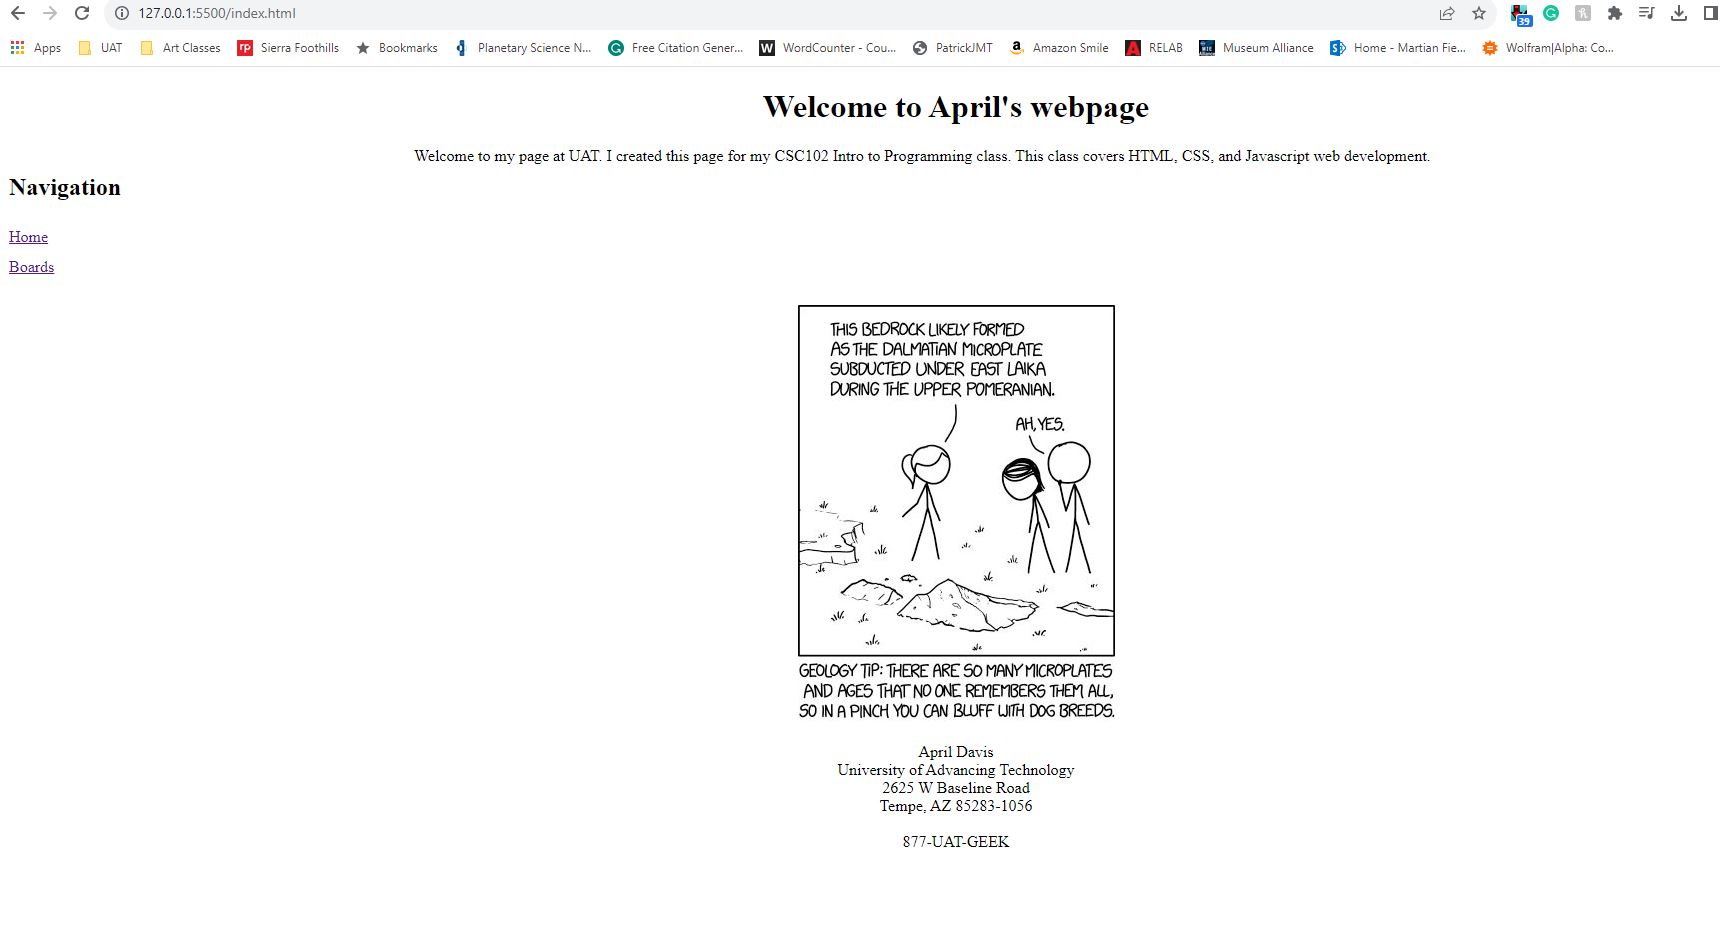 127.0.0.1:5500/index.html
39
Apps UAT Art Classes rp Sierra Foothills Bookmarks Planetary Science N... G Free Citation Gener... W WordCounter - Cou... PatrickJMT a Amazon Smile A RELAB Museum Alliance S Home - Martian Fie... Wolfram|Alpha: Co...
Welcome to April's webpage
Welcome to my page at UAT. I created this page for my CSC102 Intro to Programming class. This class covers HTML, CSS, and Javascript web development.
Navigation
Home
Boards
THIS BEDROCK LIKELY FORMED
AS THE DALMATIAN MICROPLATE
SUBDUCTED UNDER EAST LAIKA
DURING THE UPPER POMERANIAN.
AH, YES.
GEOLOGY TIP: THERE ARE SO MANY MICROPLATES
AND AGES THAT NO ONE REMEMBERS THEM ALL,
SO IN A PINCH YOU CAN BLUFF WITH DOG BREEDS.
April Davis
University of Advancing Technology
2625 W Baseline Road
Tempe, AZ 85283-1056
877-UAT-GEEK